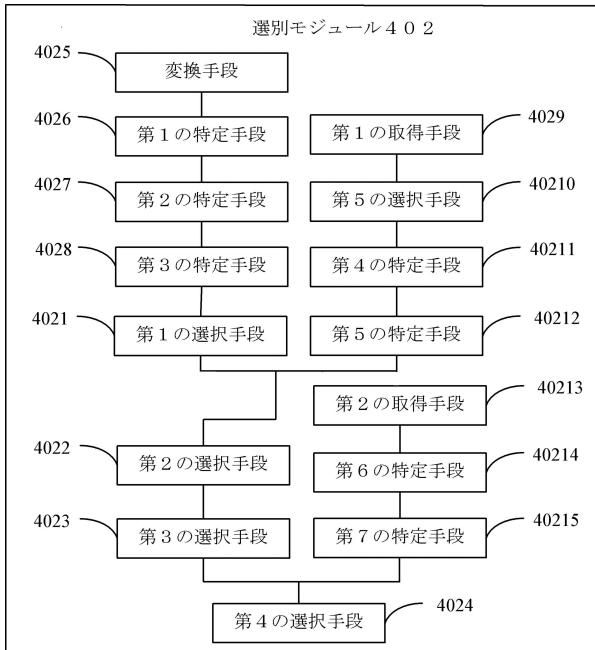 選別モジュール４０２
4025
変換手段
4026
第１の特定手段
第１の取得手段
4029
4027
第２の特定手段
第５の選択手段
40210
4028
第３の特定手段
第４の特定手段
40211
4021
第１の選択手段
第５の特定手段
40212
第２の取得手段
40213
4022
第２の選択手段
第６の特定手段
40214
4023
第３の選択手段
第７の特定手段
40215
第４の選択手段
4024